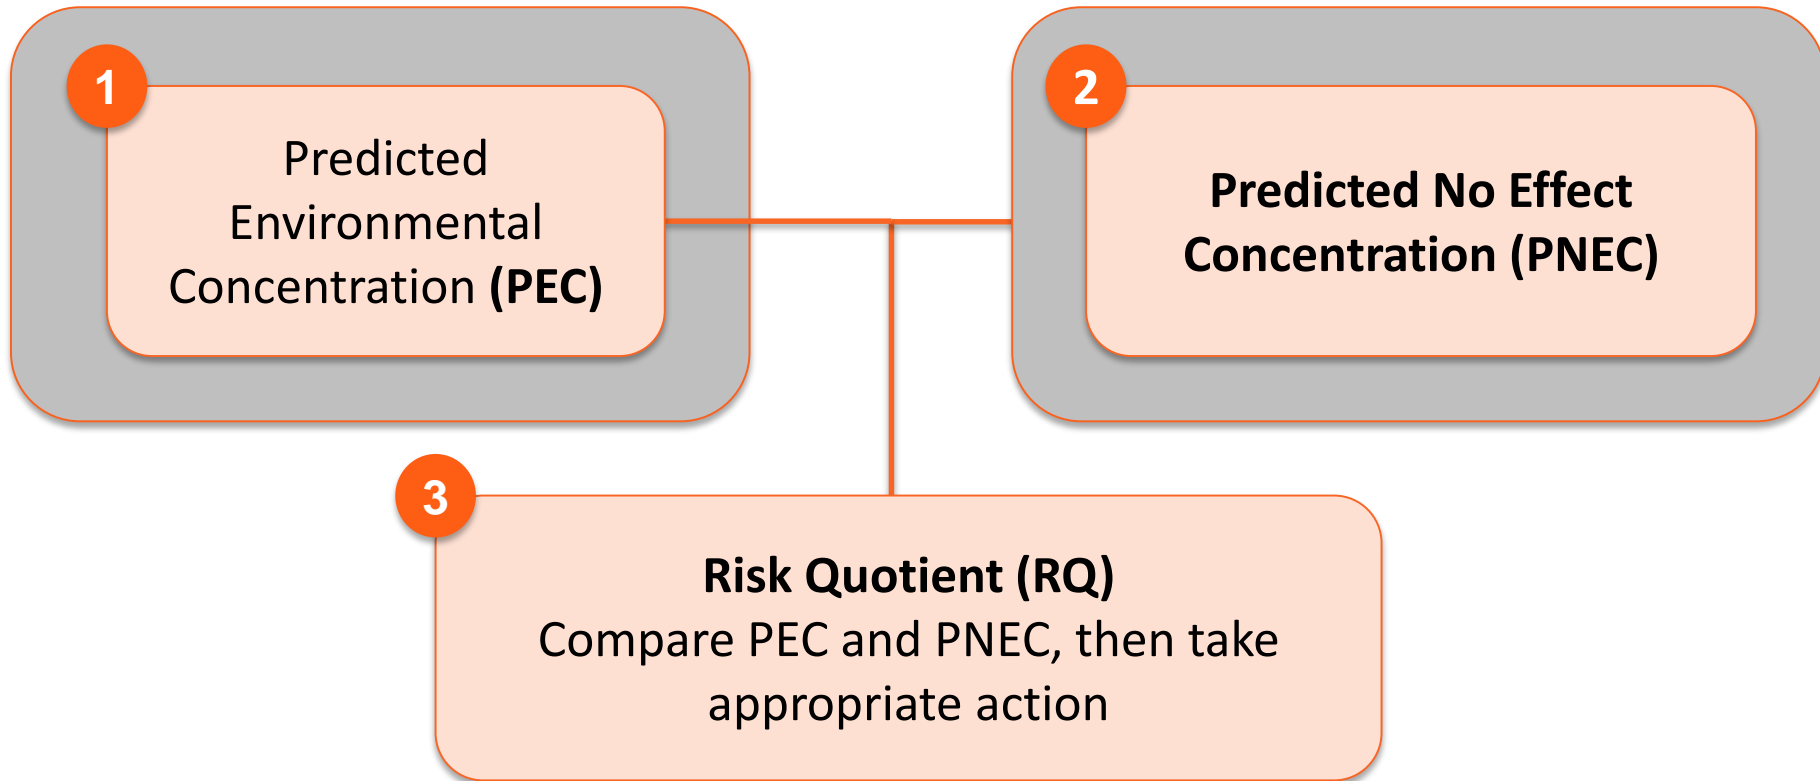 1
Predicted
Environmental
Concentration (PEC)
2
Predicted No Effect
Concentration (PNEC)
3
Risk Quotient (RQ)
Compare PEC and PNEC, then take
appropriate action